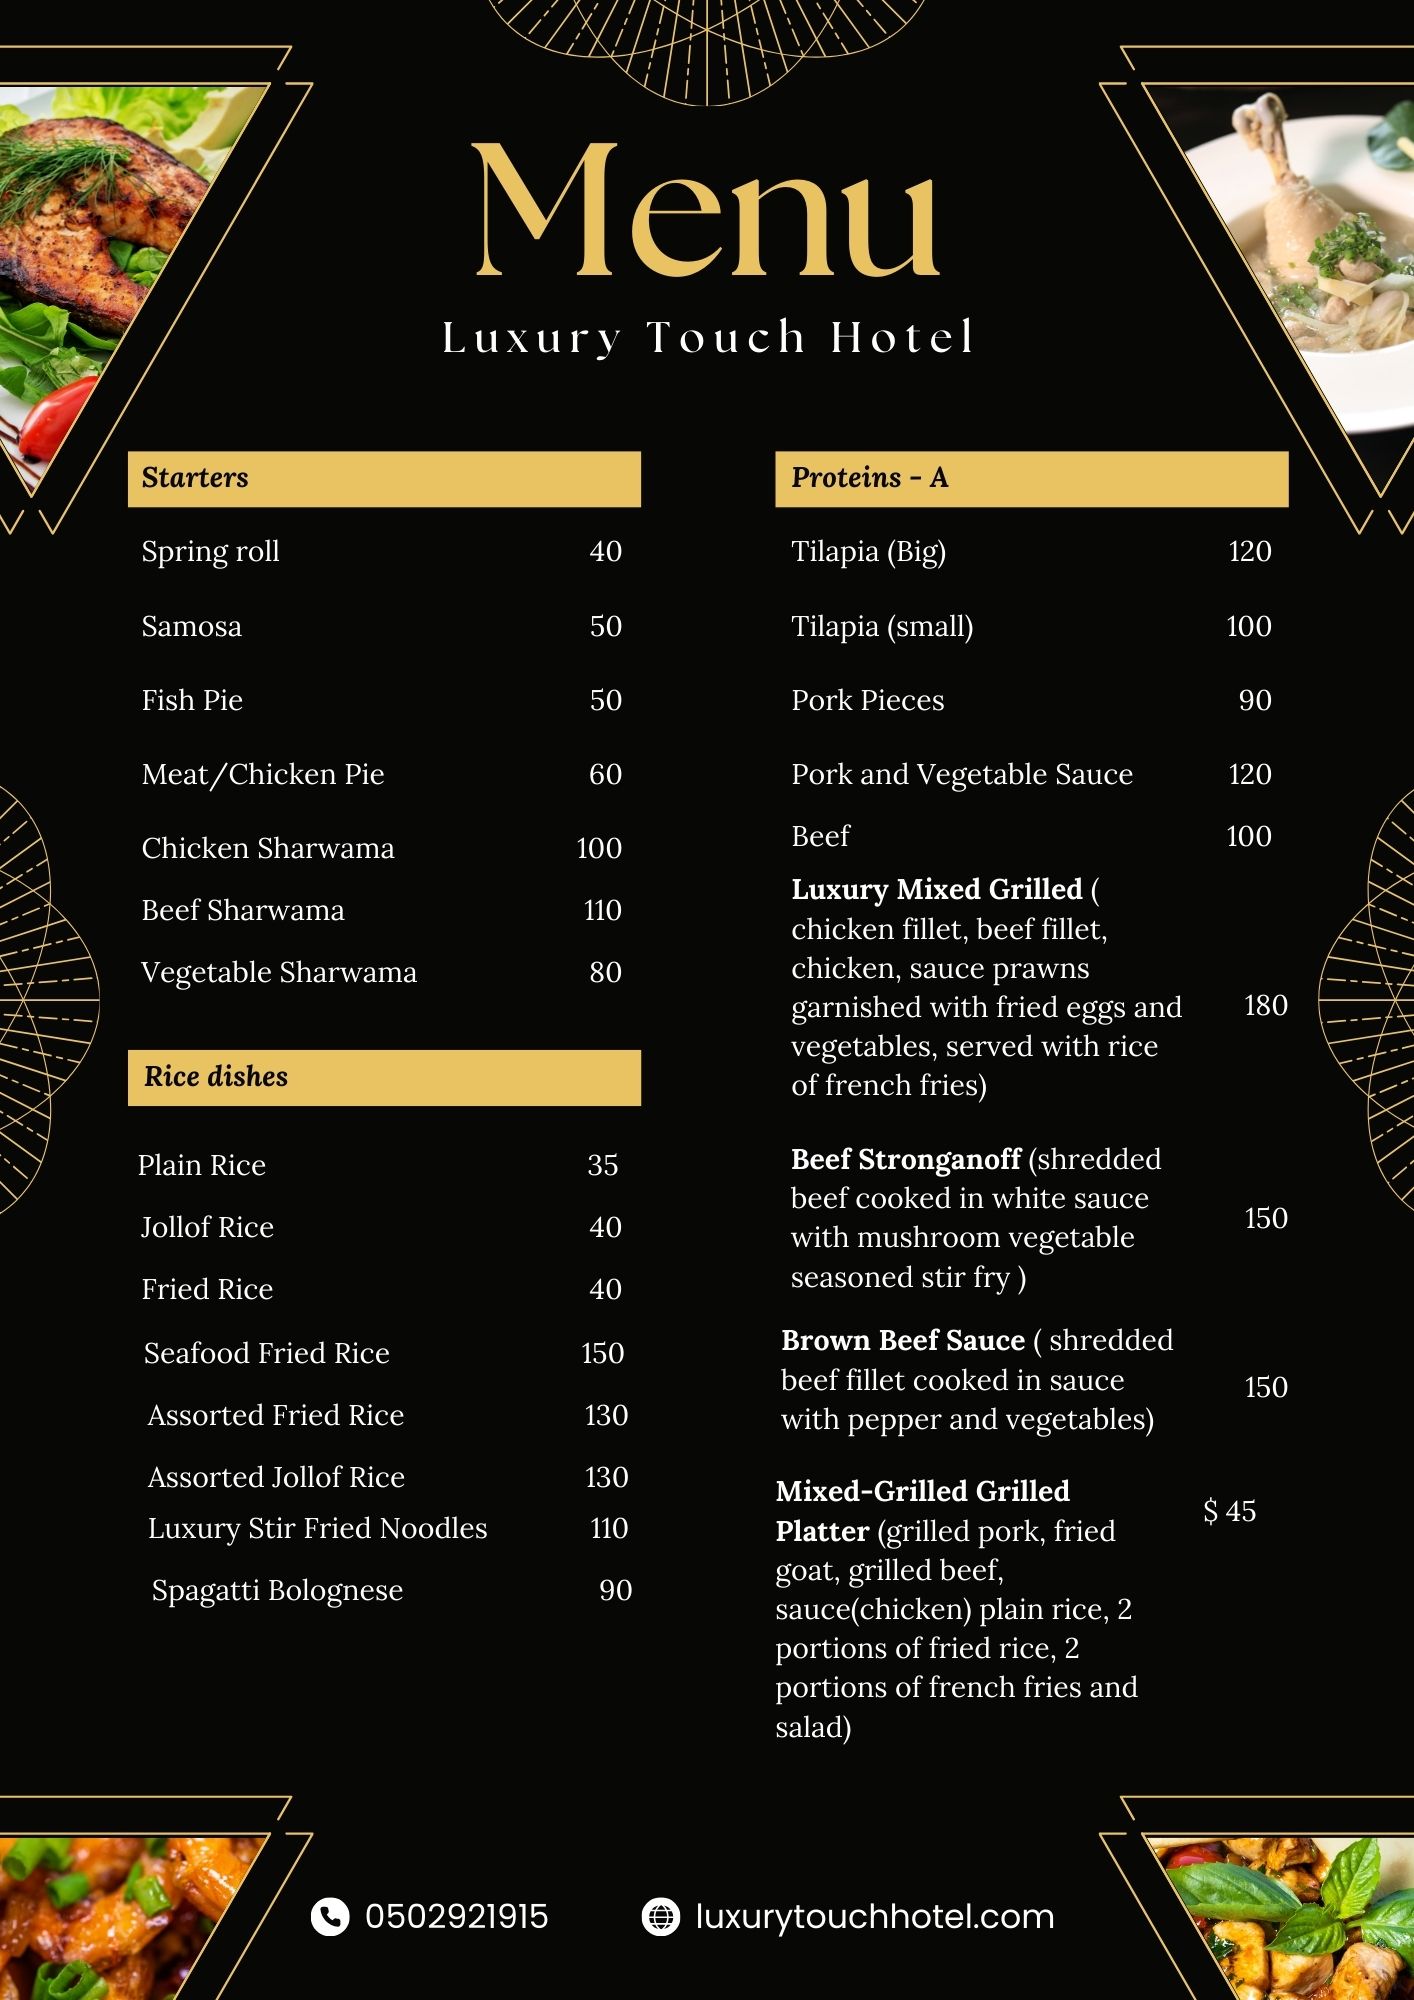 Menu
Luxury Touch Hotel
Starters
Spring roll 40
Samosa 50
Fish Pie 50
Meat/Chicken Pie 60
Chicken Sharwama 100
Beef Sharwama 110
Vegetable Sharwama 80
Rice dishes
Plain Rice 35
Jollof Rice 40
Fried Rice 40
Seafood Fried Rice 150
Assorted Fried Rice 130
Assorted Jollof Rice 130
Luxury Stir Fried Noodles 110
Spagatti Bolognese 90
Proteins - A
Tilapia (Big) 120
Tilapia (small) 100
Pork Pieces 90
Pork and Vegetable Sauce 120
Beef 100
Luxury Mixed Grilled (
chicken fillet, beef fillet,
chicken, sauce prawns
garnished with fried eggs and 180
vegetables, served with rice
of french fries)
Beef Stronganoff (shredded
beef cooked in white sauce
with mushroom vegetable 150
seasoned stir fry )
Brown Beef Sauce ( shredded
beef fillet cooked in sauce 150
with pepper and vegetables)
Mixed-Grilled Grilled $ 45
Platter (grilled pork, fried
goat, grilled beef,
sauce(chicken) plain rice, 2
portions of fried rice, 2
portions of french fries and
salad)
0502921915 luxurytouchhotel.com